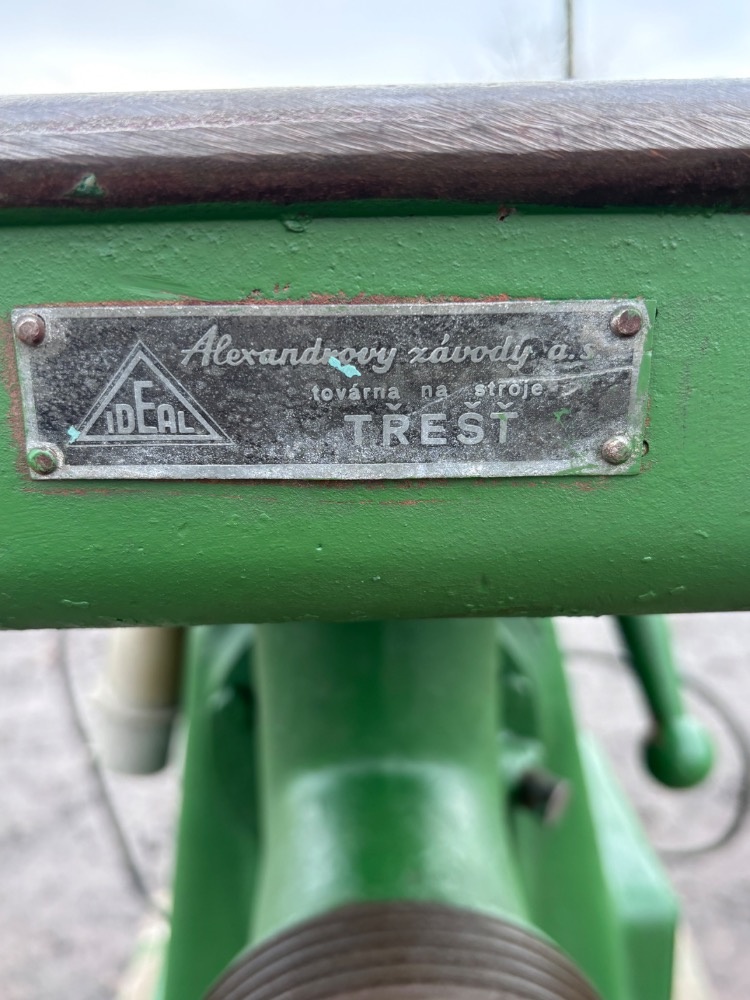 Alexandrovy závody a.s.
továrna na stroje
TŘEŠŤ
IDEAL